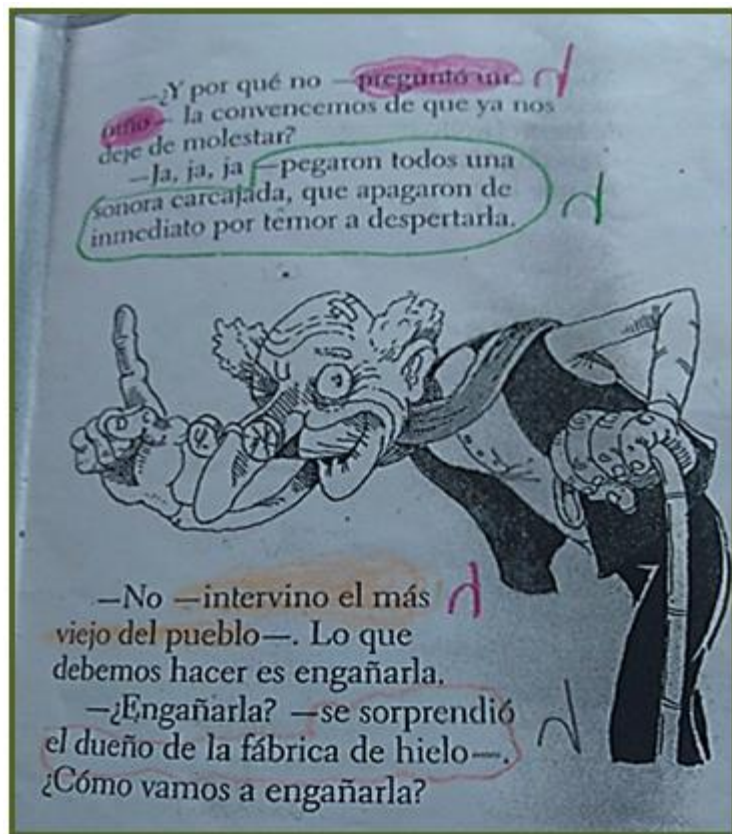 —¿Y por qué no —preguntó un
niño— la convencemos de que ya nos
deje de molestar?
—Ja, ja, ja —pegaron todos una
sonora carcajada, que apagaron de
inmediato por temor a despertarla.
—No —intervino el más
viejo del pueblo—. Lo que
debemos hacer es engañarla.
—¿Engañarla? —se sorprendió
el dueño de la fábrica de hielo—.
¿Cómo vamos a engañarla?